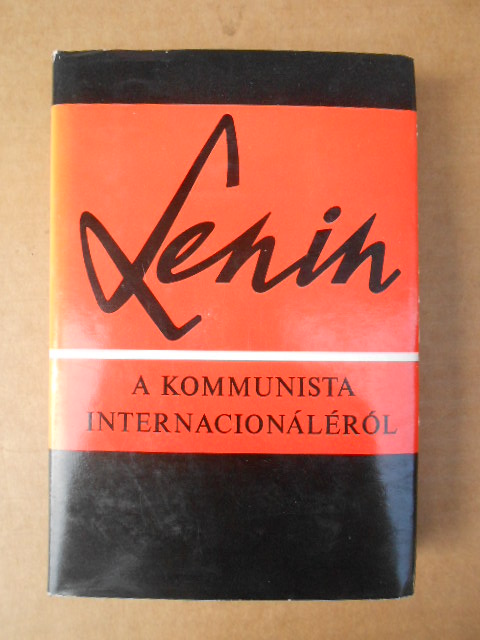 Lenin
A KOMMUNISTA
INTERNACIONÁLÉRÓL